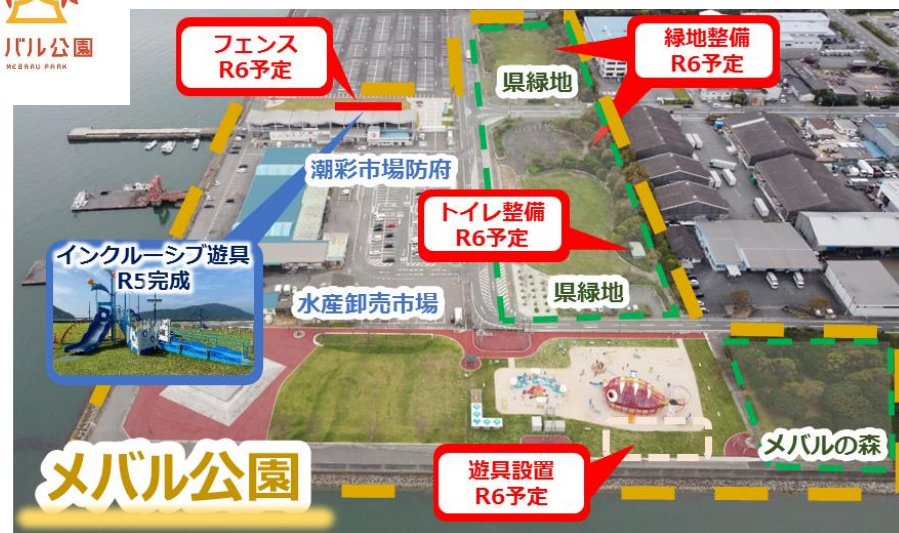 バル公園
MEBARU PARK
フェンス
R6予定
緑地整備
R6予定
県緑地
潮彩市場防府
トイレ整備
R6予定
インクルーシブ遊具
R5完成
水産卸売市場
県緑地
メバルの森
遊具設置
R6予定
メバル公園